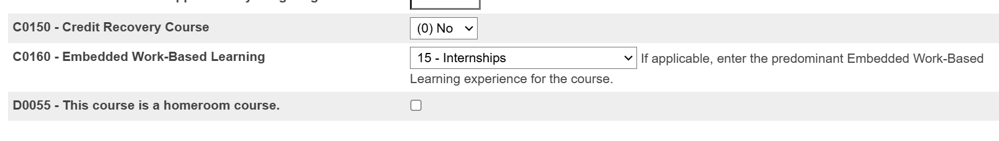 C0150 - Credit Recovery Course (0) No
C0160 - Embedded Work-Based Learning 15 - Internships If applicable, enter the predominant Embedded Work-Based
Learning experience for the course.
D0055 - This course is a homeroom course.